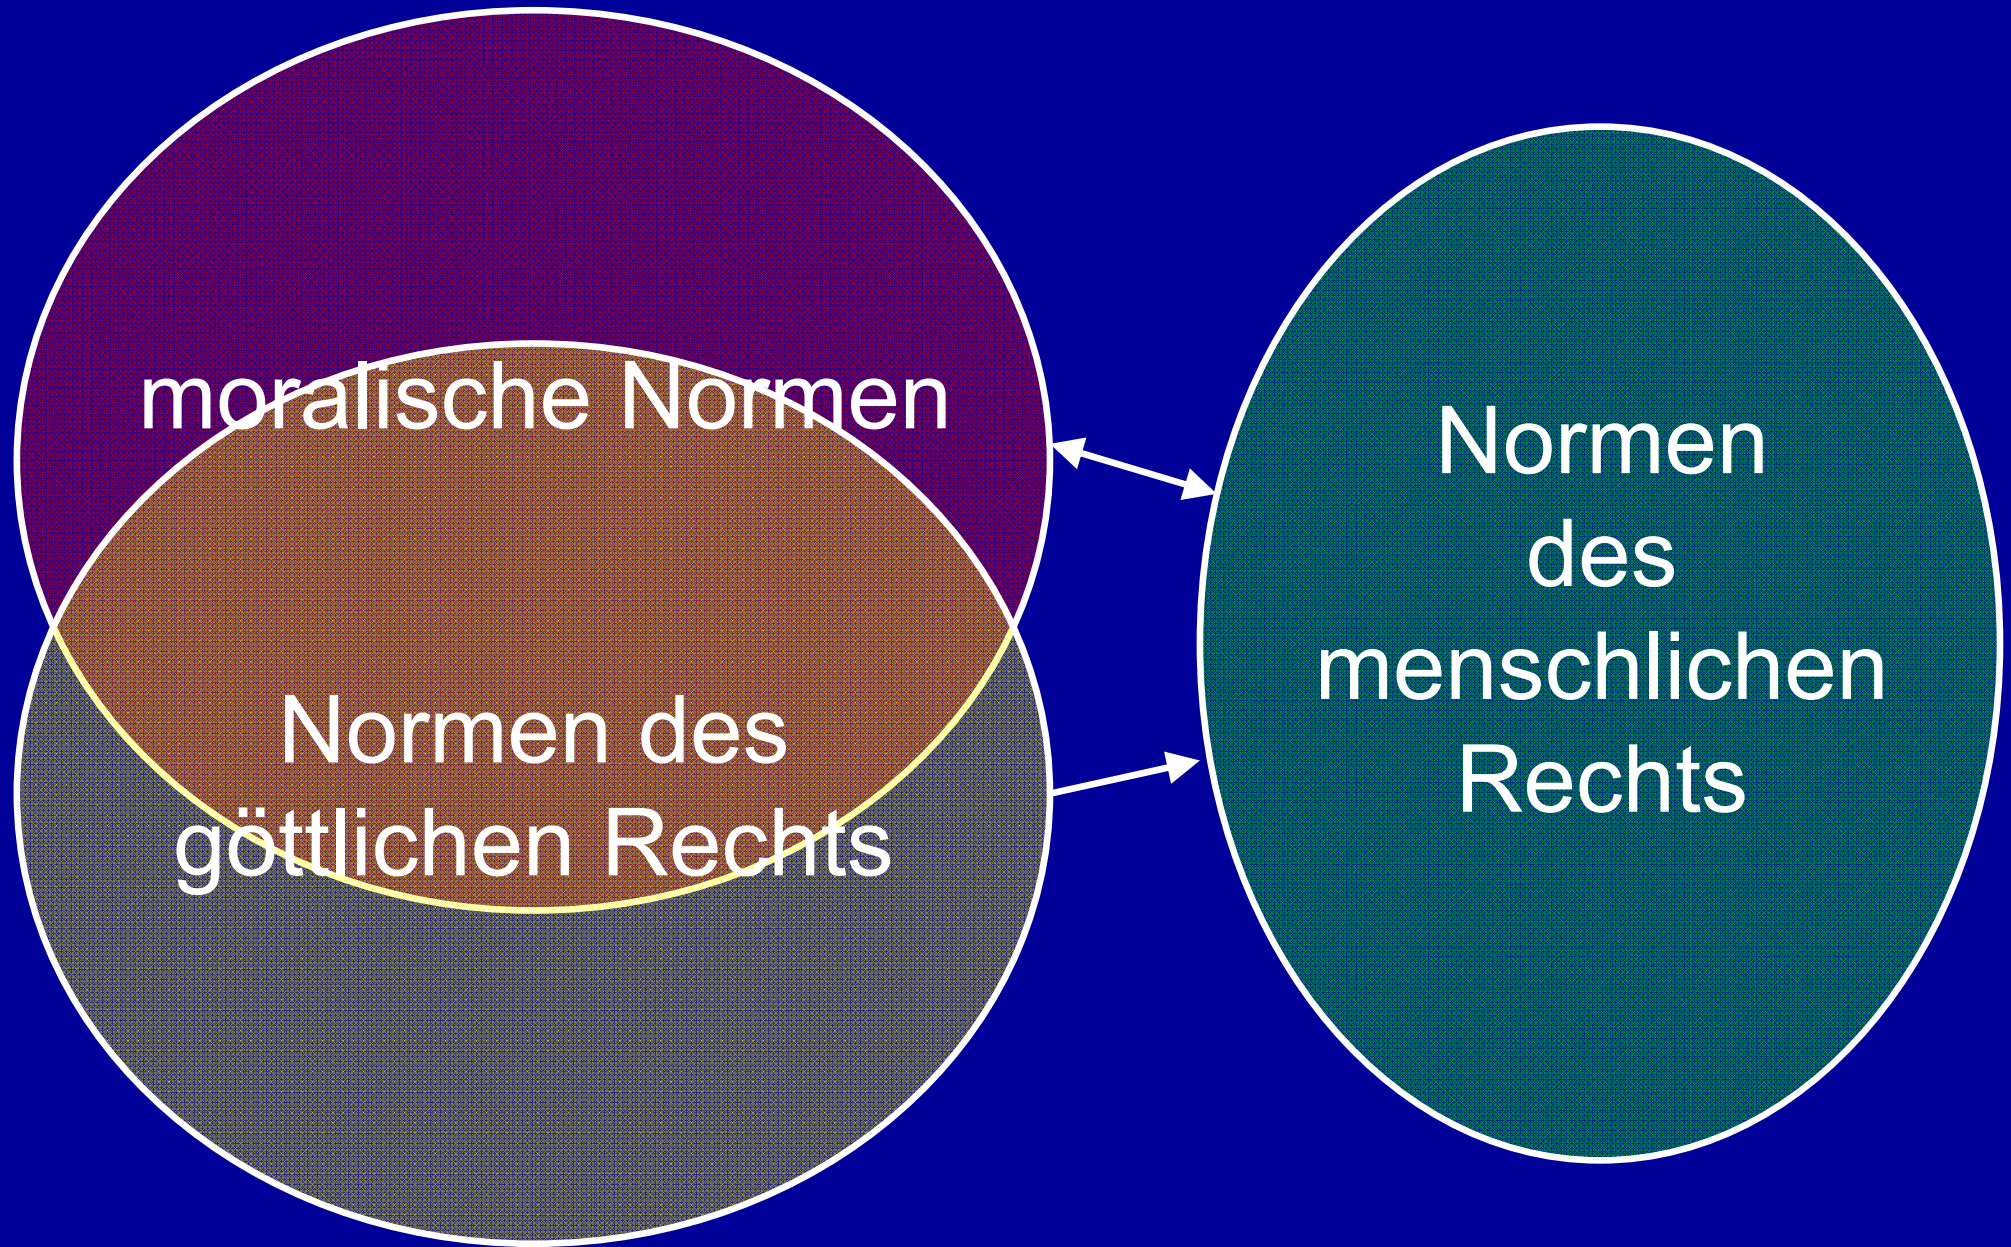 moralische Normen
Normen des
göttlichen Rechts
Normen
des
menschlichen
Rechts